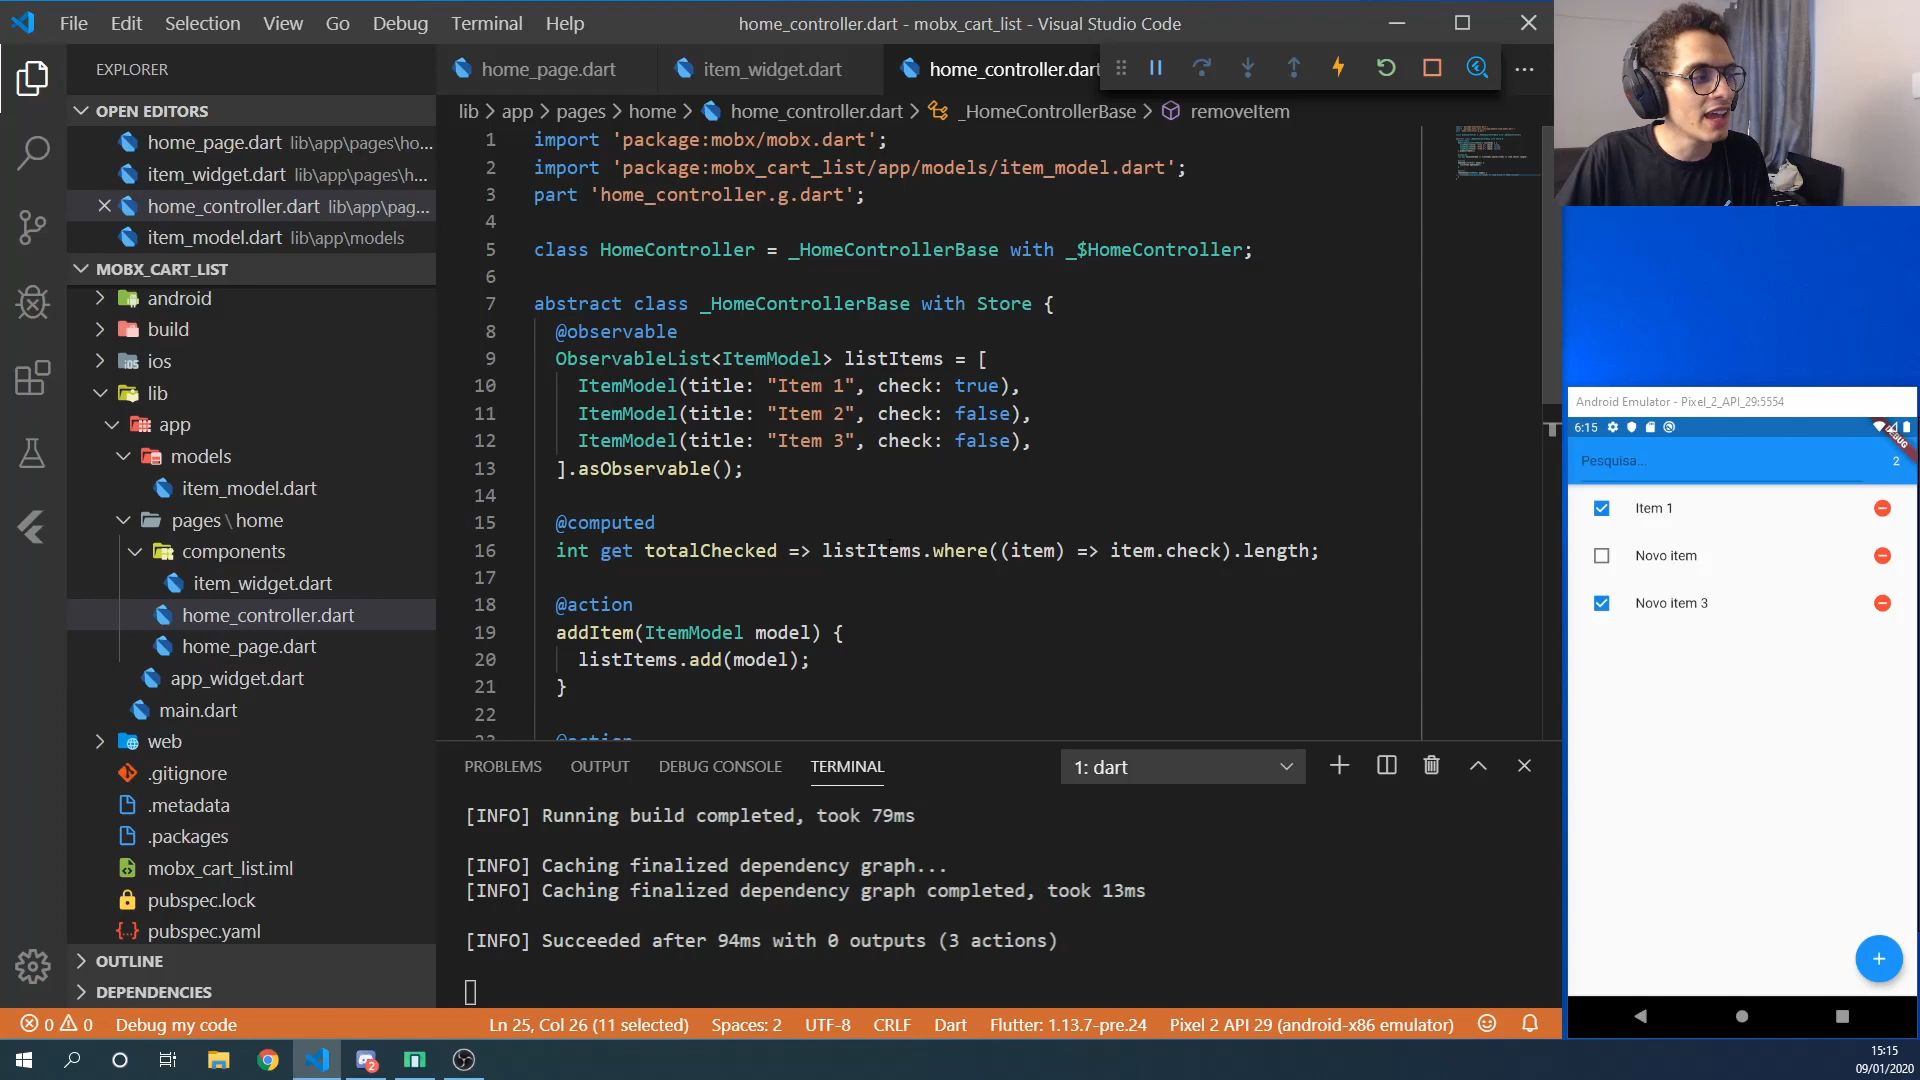 File Edit Selection View Go Debug Terminal Help
home_controller.dart - mobx_cart_list - Visual Studio Code
EXPLORER
home_page.dart
item_widget.dart
home_controller.dart
OPEN EDITORS
home_page.dart lib\app\pages\ho...
item_widget.dart lib\app\pages\h...
home_controller.dart lib\app\pag...
item_model.dart lib\app\models
MOBX_CART_LIST
android
build
ios
lib
app
models
item_model.dart
pages \ home
components
item_widget.dart
home_controller.dart
home_page.dart
app_widget.dart
main.dart
web
.gitignore
.metadata
.packages
mobx_cart_list.iml
pubspec.lock
pubspec.yaml
OUTLINE
DEPENDENCIES
lib > app > pages > home > home_controller.dart > _HomeControllerBase > removeItem
1 import 'package:mobx/mobx.dart';
2 import 'package:mobx_cart_list/app/models/item_model.dart';
3 part 'home_controller.g.dart';
4
5 class HomeController = _HomeControllerBase with _$HomeController;
6
7 abstract class _HomeControllerBase with Store {
8 @observable
9 ObservableList<ItemModel> listItems = [
10 ItemModel(title: "Item 1", check: true),
11 ItemModel(title: "Item 2", check: false),
12 ItemModel(title: "Item 3", check: false),
13 ].asObservable();
14
15 @computed
16 int get totalChecked => listItems.where((item) => item.check).length;
17
18 @action
19 addItem(ItemModel model) {
20 listItems.add(model);
21 }
22
23 @action
PROBLEMS OUTPUT DEBUG CONSOLE TERMINAL
1: dart
[INFO] Running build completed, took 79ms
[INFO] Caching finalized dependency graph...
[INFO] Caching finalized dependency graph completed, took 13ms
[INFO] Succeeded after 94ms with 0 outputs (3 actions)
0 0 Debug my code
Ln 25, Col 26 (11 selected) Spaces: 2 UTF-8 CRLF Dart Flutter: 1.13.7-pre.24 Pixel 2 API 29 (android-x86 emulator)
Android Emulator - Pixel_2_API_29:5554
6:15
DEBUG
Pesquisa...
2
Item 1
Novo item
Novo item 3
2
15:15
09/01/2020